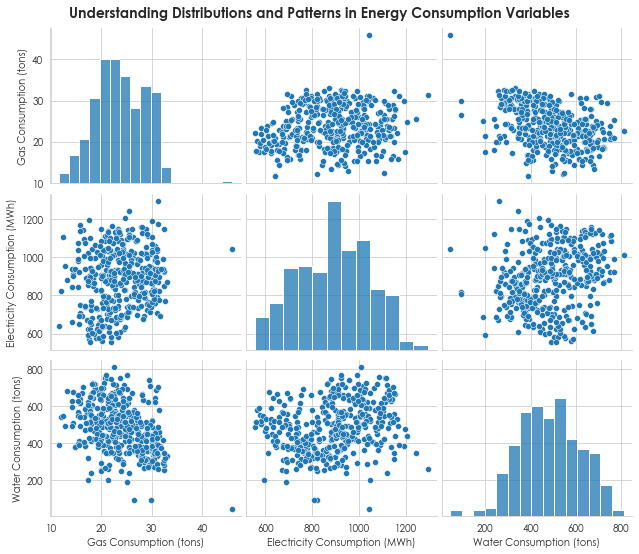 Understanding Distributions and Patterns in Energy Consumption Variables
Gas Consumption (tons)
40
30
20
10
Electricity Consumption (MWh)
1200
1000
800
600
Water Consumption (tons)
800
600
400
200
10 20 30 40
600 800 1000 1200
200 400 600 800
Gas Consumption (tons)
Electricity Consumption (MWh)
Water Consumption (tons)